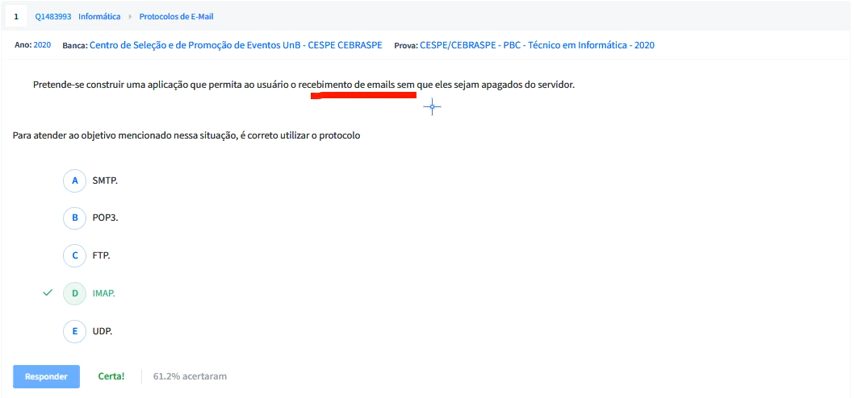 1 Q1483993 Informática > Protocolos de E-Mail
Ano: 2020 Banca: Centro de Seleção e de Promoção de Eventos UnB - CESPE CEBRASPE Prova: CESPE/CEBRASPE - PBC - Técnico em Informática - 2020
Pretende-se construir uma aplicação que permita ao usuário o recebimento de emails sem que eles sejam apagados do servidor.
Para atender ao objetivo mencionado nessa situação, é correto utilizar o protocolo
A SMTP.
B POP3.
C FTP.
D IMAP.
E UDP.
Responder Certa! 61.2% acertaram